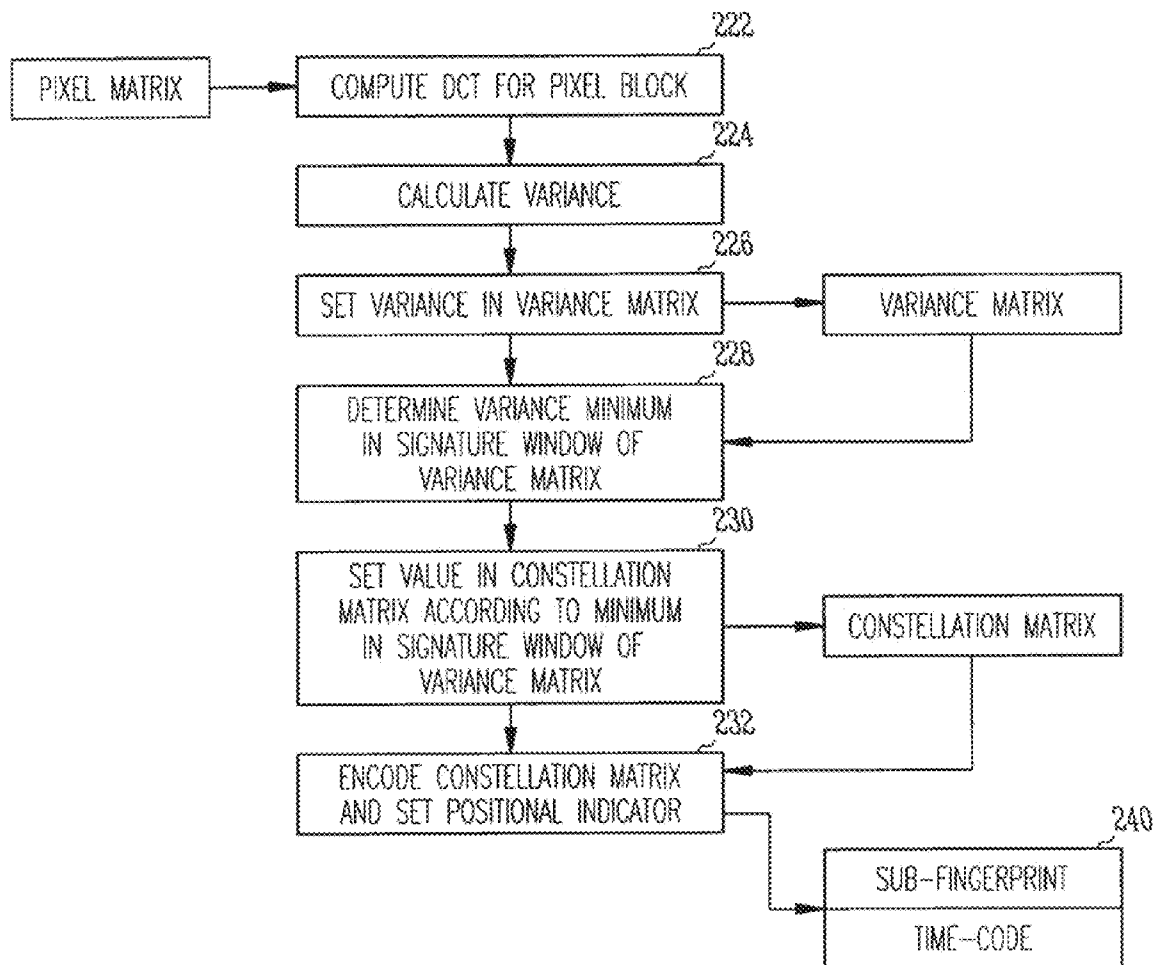 222
PIXEL MATRIX
COMPUTE DCT FOR PIXEL BLOCK
224
CALCULATE VARIANCE
226
SET VARIANCE IN VARIANCE MATRIX
VARIANCE MATRIX
228
DETERMINE VARIANCE MINIMUM
IN SIGNATURE WINDOW OF
VARIANCE MATRIX
230
SET VALUE IN CONSTELLATION
MATRIX ACCORDING TO MINIMUM
IN SIGNATURE WINDOW OF
VARIANCE MATRIX
CONSTELLATION MATRIX
232
ENCODE CONSTELLATION MATRIX
AND SET POSITIONAL INDICATOR
240
SUB-FINGERPRINT
TIME-CODE